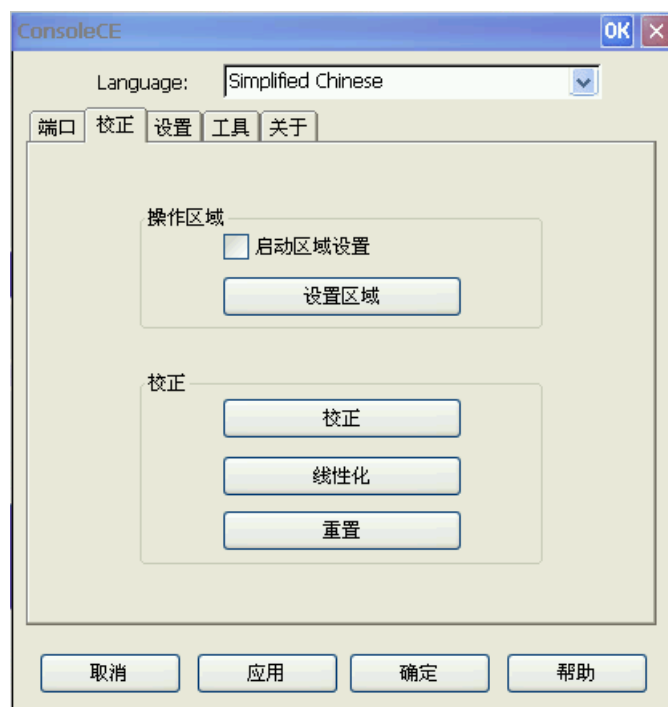 ConsoleCE OK
Language: Simplified Chinese
端口 校正 设置 工具 关于
操作区域
启动区域设置
设置区域
校正
校正
线性化
重置
取消 应用 确定 帮助